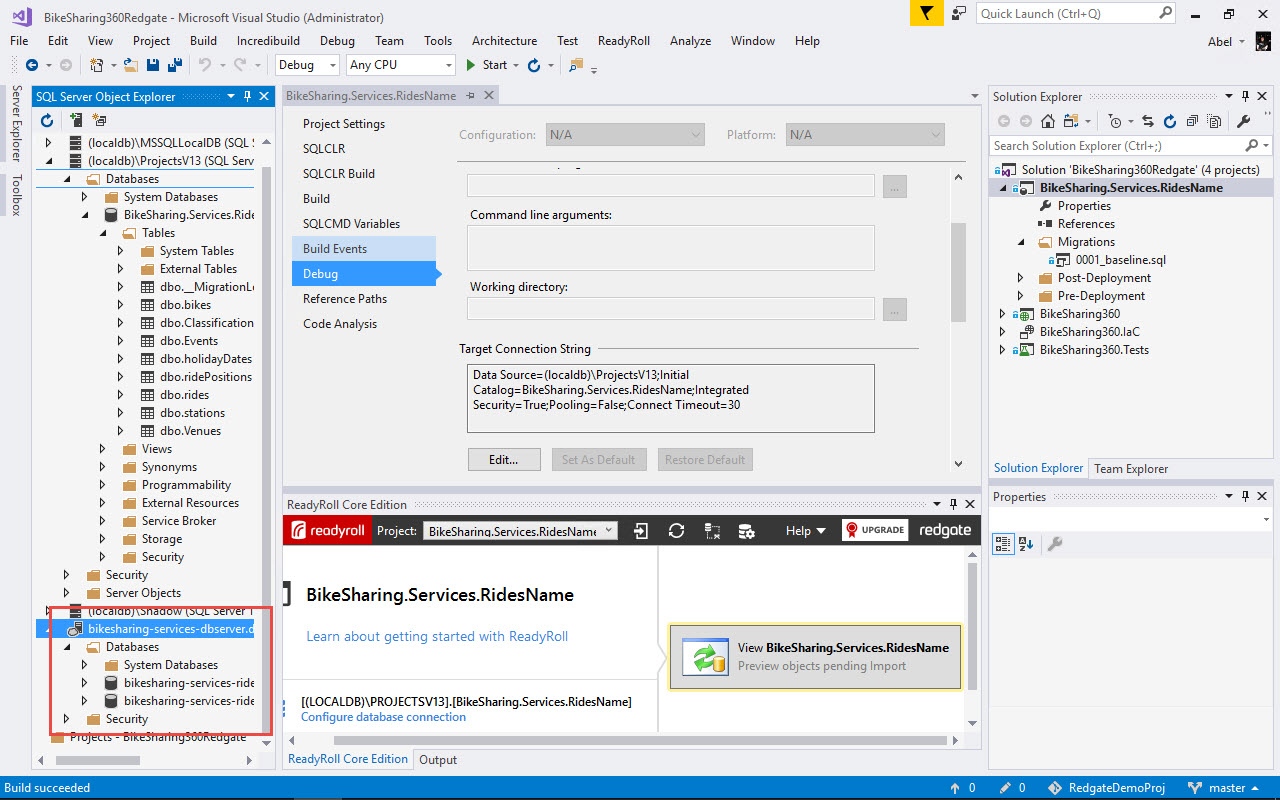 BikeSharing360Redgate - Microsoft Visual Studio (Administrator)
Quick Launch (Ctrl+Q)
File Edit View Project Build Incredibuild Debug Team Tools Architecture Test ReadyRoll Analyze Window Help
Abel
Debug Any CPU Start
Server Explorer
Toolbox
SQL Server Object Explorer
(localdb)\MSSQLLocalDB (SQL S
(localdb)\ProjectsV13 (SQL Serv
Databases
System Databases
BikeSharing.Services.Ride
Tables
System Tables
External Tables
dbo.__MigrationLo
dbo.bikes
dbo.Classification
dbo.Events
dbo.holidayDates
dbo.ridePositions
dbo.rides
dbo.stations
dbo.Venues
Views
Synonyms
Programmability
External Resources
Service Broker
Storage
Security
Security
Server Objects
(localdb)\Shadow (SQL Server 1
bikesharing-services-dbserver.d
Databases
System Databases
bikesharing-services-ride
bikesharing-services-ride
Security
Projects - BikeSharing360Redgate
BikeSharing.Services.RidesName
Project Settings
SQLCLR
SQLCLR Build
Build
SQLCMD Variables
Build Events
Debug
Reference Paths
Code Analysis
Configuration: N/A Platform: N/A
...
Command line arguments:
Working directory:
...
Target Connection String
Data Source=(localdb)\ProjectsV13;Initial
Catalog=BikeSharing.Services.RidesName;Integrated
Security=True;Pooling=False;Connect Timeout=30
Edit... Set As Default Restore Default
ReadyRoll Core Edition
readyroll Project: BikeSharing.Services.RidesName Help UPGRADE redgate
BikeSharing.Services.RidesName
Learn about getting started with ReadyRoll
[(LOCALDB)\PROJECTSV13].[BikeSharing.Services.RidesName]
Configure database connection
View BikeSharing.Services.RidesName
Preview objects pending Import
ReadyRoll Core Edition Output
Solution Explorer
Search Solution Explorer (Ctrl+;)
Solution 'BikeSharing360Redgate' (4 projects)
BikeSharing.Services.RidesName
Properties
References
Migrations
0001_baseline.sql
Post-Deployment
Pre-Deployment
BikeSharing360
BikeSharing360.IaC
BikeSharing360.Tests
Solution Explorer Team Explorer
Properties
Build succeeded
0 0 RedgateDemoProj master